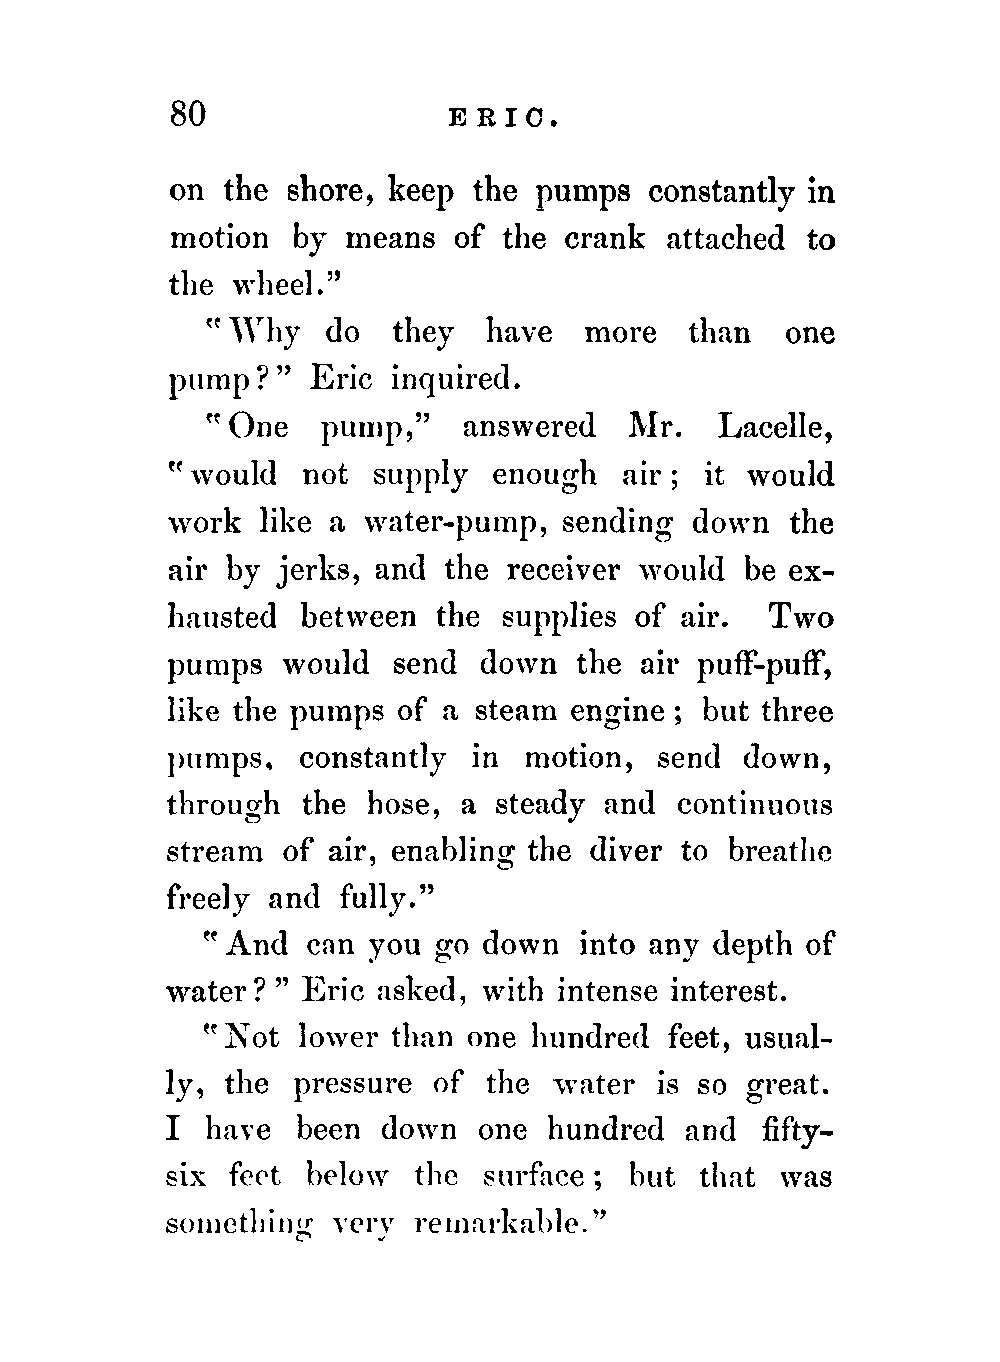 80 ERIC.
on the shore, keep the pumps constantly in
motion by means of the crank attached to
the wheel."
"Why do they have more than one
pump?" Eric inquired.
"One pump," answered Mr. Lacelle,
"would not supply enough air; it would
work like a water-pump, sending down the
air by jerks, and the receiver would be ex-
hausted between the supplies of air. Two
pumps would send down the air puff-puff,
like the pumps of a steam engine; but three
pumps, constantly in motion, send down,
through the hose, a steady and continuous
stream of air, enabling the diver to breathe
freely and fully."
"And can you go down into any depth of
water?" Eric asked, with intense interest.
"Not lower than one hundred feet, usual-
ly, the pressure of the water is so great.
I have been down one hundred and fifty-
six feet below the surface; but that was
something very remarkable."